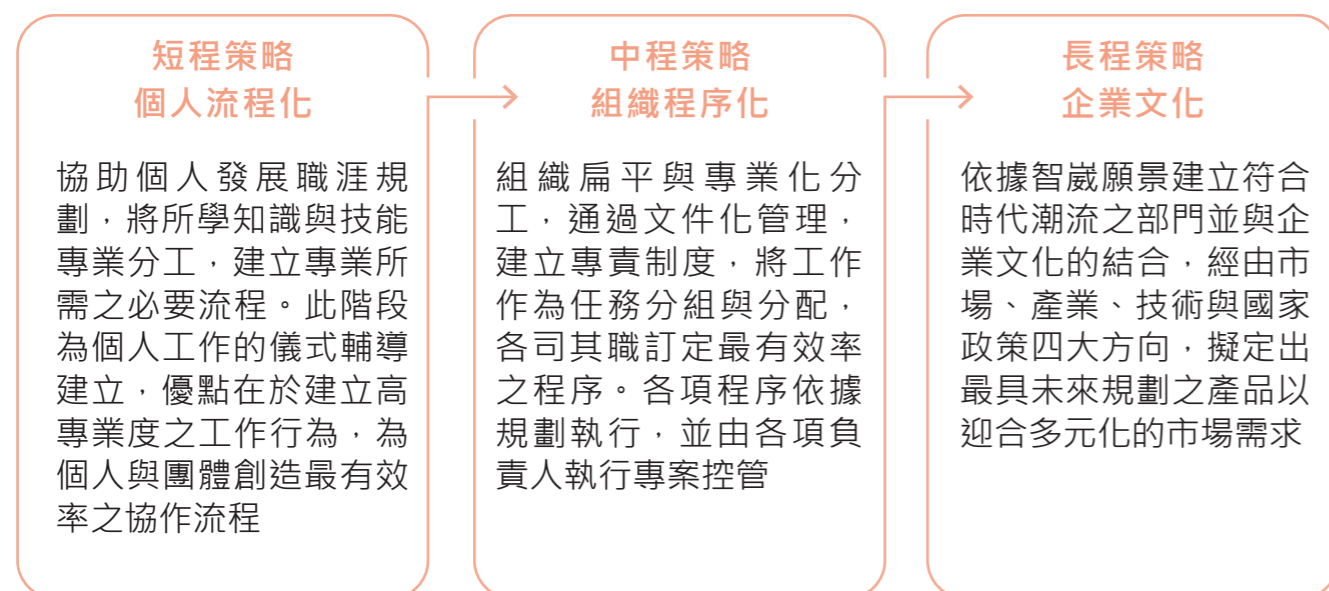 短程策略
個人流程化
協助個人發展職涯規
劃，將所學知識與技能
專業分工，建立專業所
需之必要流程。此階段
為個人工作的儀式輔導
建立，優點在於建立高
專業度之工作行為，為
個人與團體創造最有效
率之協作流程
中程策略
組織程序化
組織扁平與專業化分
工，通過文件化管理，
建立專責制度，將工作
作為任務分組與分配，
各司其職訂定最有效率
之程序。各項程序依據
規劃執行，並由各項負
責人執行專案控管
長程策略
企業文化
依據智崴願景建立符合
時代潮流之部門並與企
業文化的結合，經由市
場、產業、技術與國家
政策四大方向，擬定出
最具未來規劃之產品以
迎合多元化的市場需求